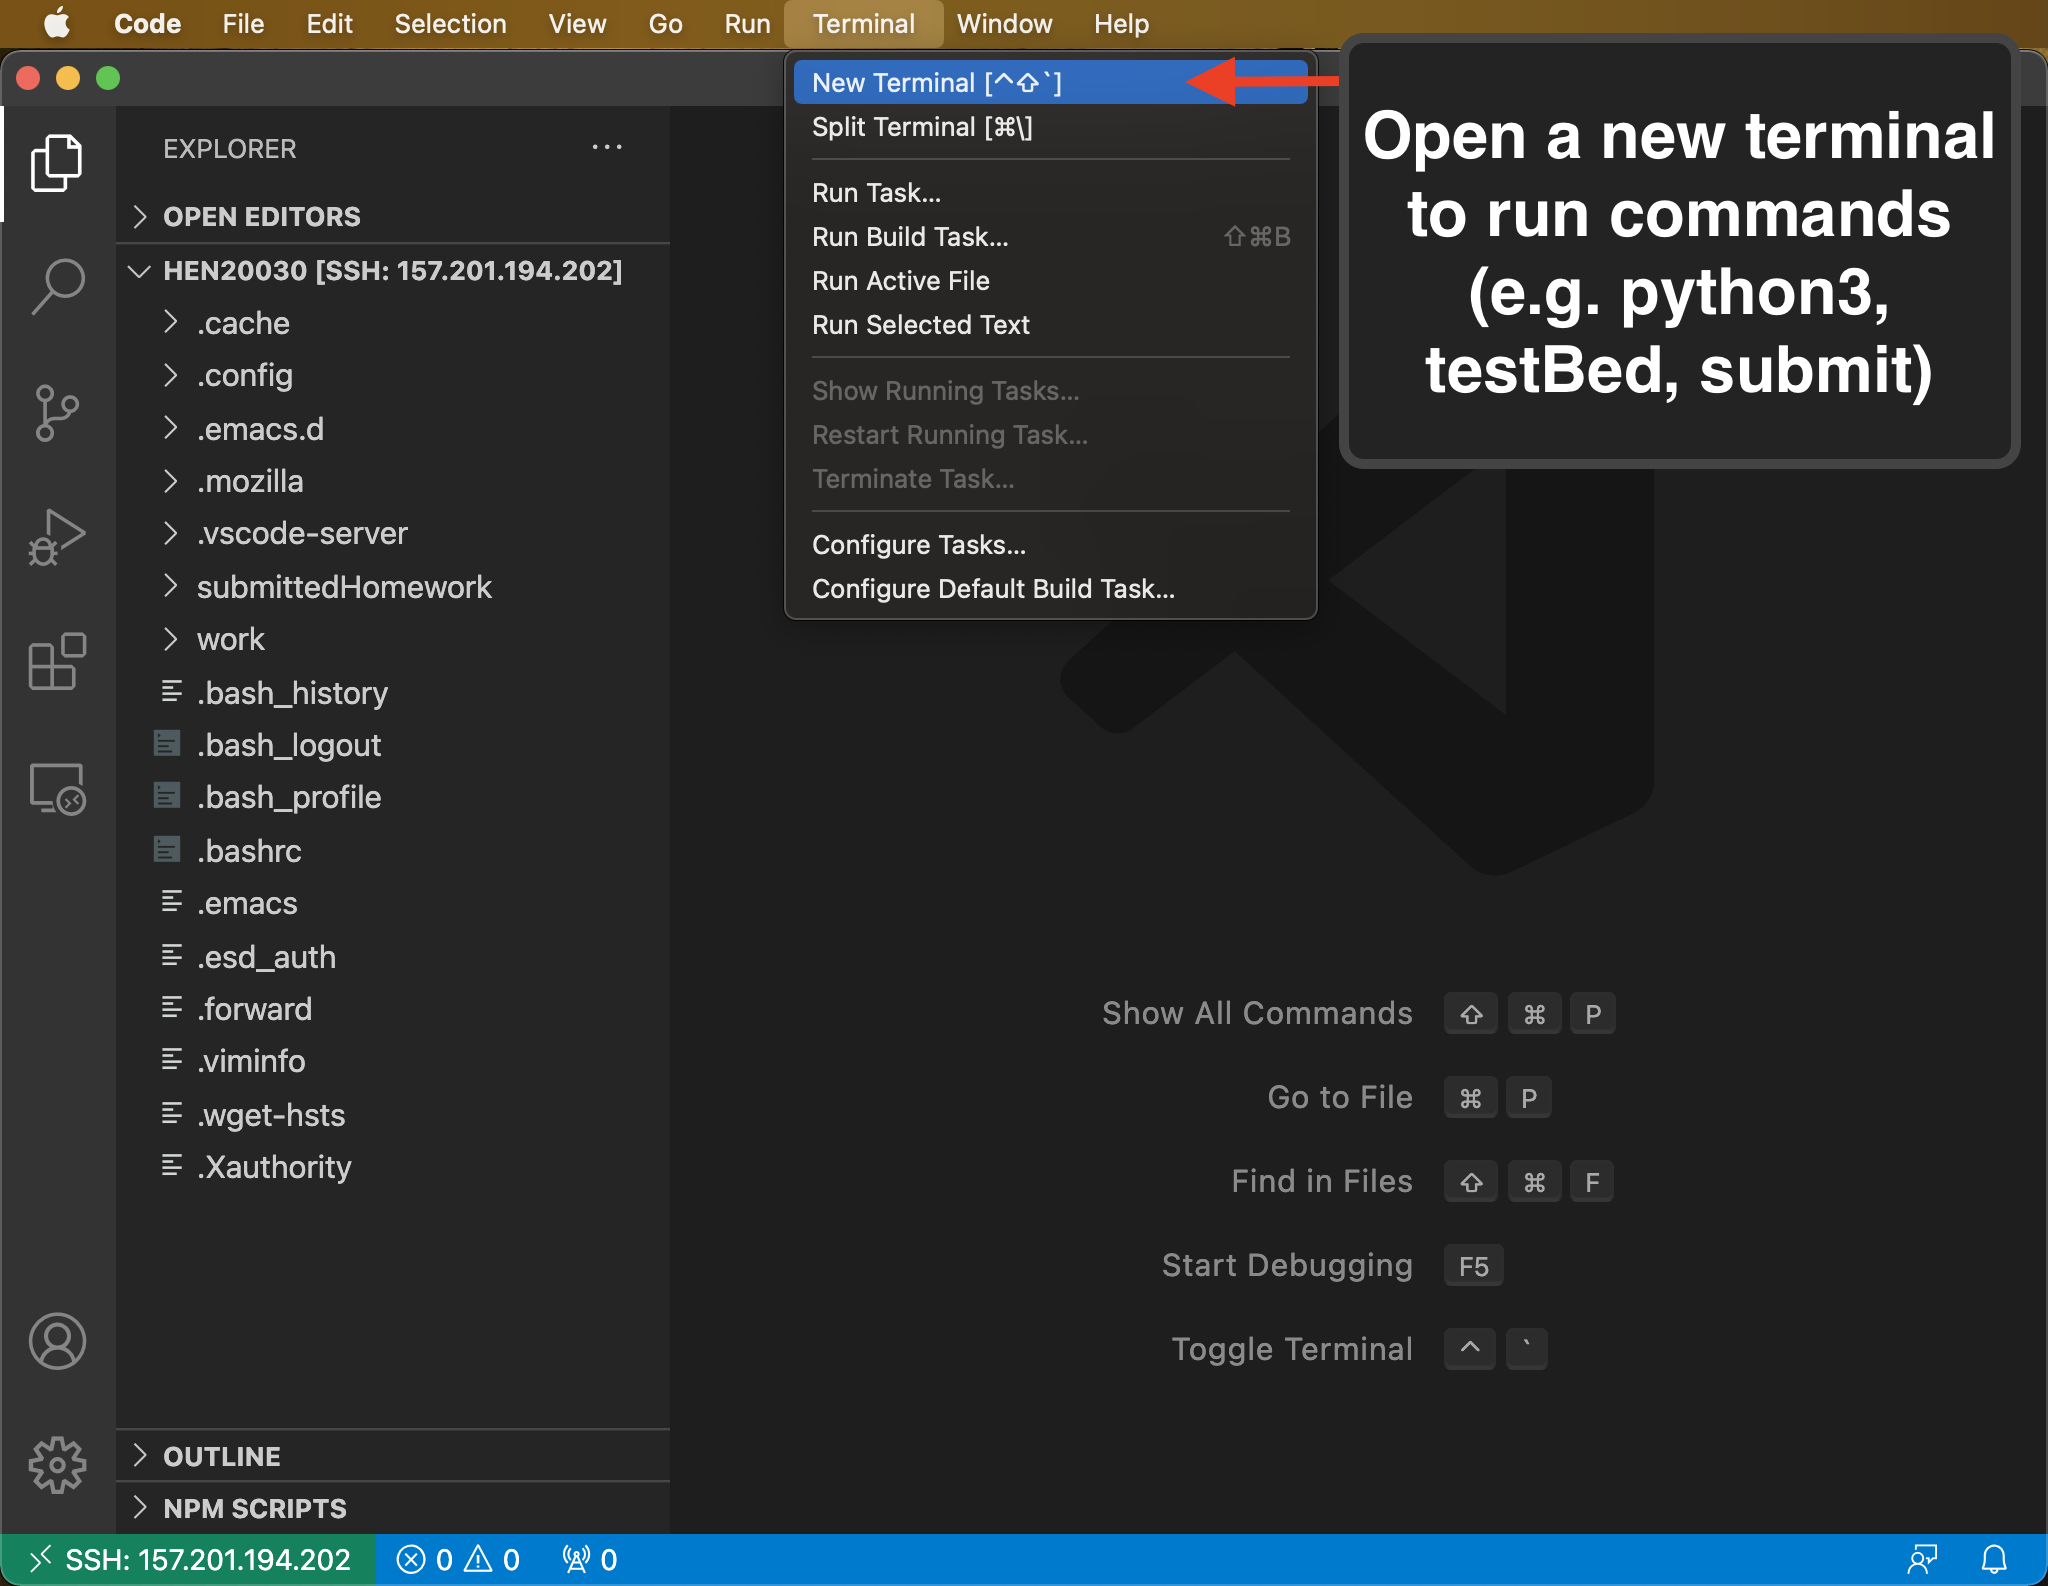 Code File Edit Selection View Go Run Terminal Window Help
New Terminal [^⇧`]
Split Terminal [⌘\]
Run Task...
Run Build Task... ⇧⌘B
Run Active File
Run Selected Text
Show Running Tasks...
Restart Running Task...
Terminate Task...
Configure Tasks...
Configure Default Build Task...
Open a new terminal
to run commands
(e.g. python3,
testBed, submit)
EXPLORER ...
OPEN EDITORS
HEN20030 [SSH: 157.201.194.202]
.cache
.config
.emacs.d
.mozilla
.vscode-server
submittedHomework
work
.bash_history
.bash_logout
.bash_profile
.bashrc
.emacs
.esd_auth
.forward
.viminfo
.wget-hsts
.Xauthority
OUTLINE
NPM SCRIPTS
Show All Commands ⇧ ⌘ P
Go to File ⌘ P
Find in Files ⇧ ⌘ F
Start Debugging F5
Toggle Terminal ^ `
SSH: 157.201.194.202 0 0 0